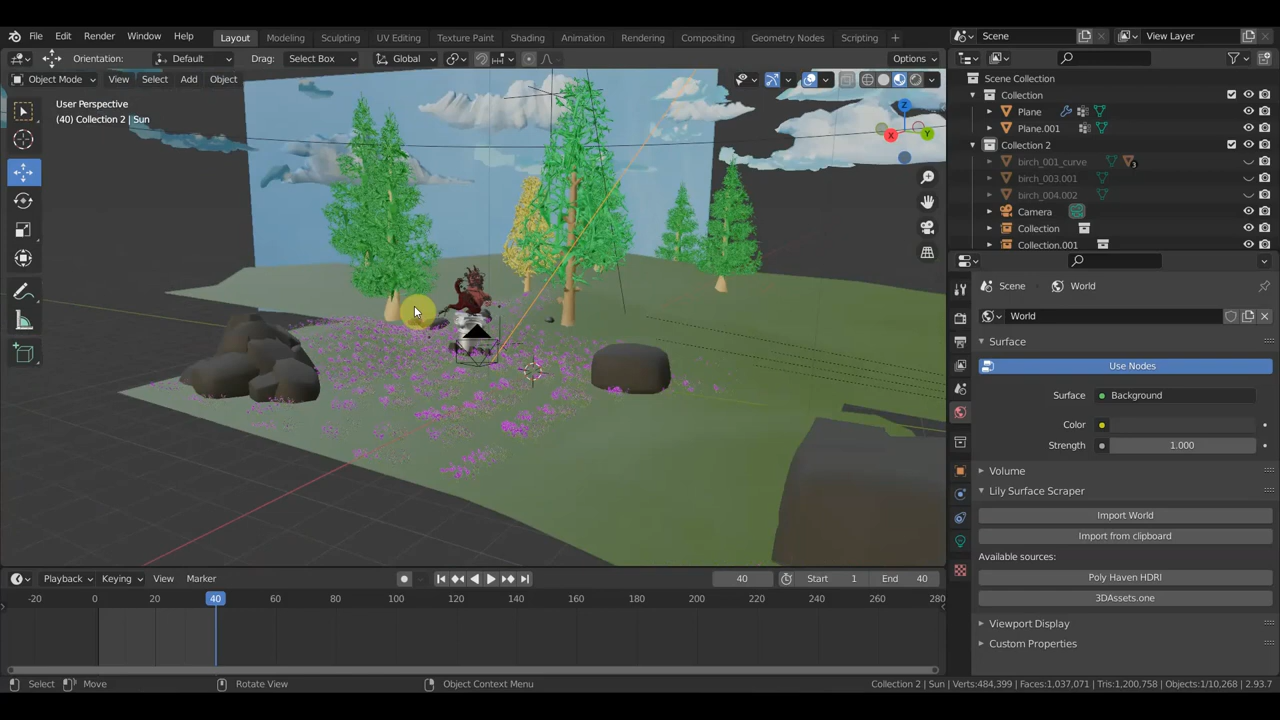 File Edit Render Window Help Layout Modeling Sculpting UV Editing Texture Paint Shading Animation Rendering Compositing Geometry Nodes Scripting + Scene View Layer
Orientation: Default Drag: Select Box Global Options
Object Mode View Select Add Object
User Perspective
(40) Collection 2 | Sun
Z
X
Y
Scene Collection
Collection
Plane
Plane.001
Collection 2
birch_001_curve 3
birch_003.001
birch_004.002
Camera
Collection
Collection.001
Scene World
World
Surface
Use Nodes
Surface Background
Color
Strength 1.000
Volume
Lily Surface Scraper
Import World
Import from clipboard
Available sources:
Poly Haven HDRI
3DAssets.one
Viewport Display
Custom Properties
Playback Keying View Marker 40 Start 1 End 40
-20 0 20 40 60 80 100 120 140 160 180 200 220 240 260 280
Select Move Rotate View Object Context Menu Collection 2 | Sun | Verts:484,399 | Faces:1,037,071 | Tris:1,200,758 | Objects:1/10,268 | 2.93.7